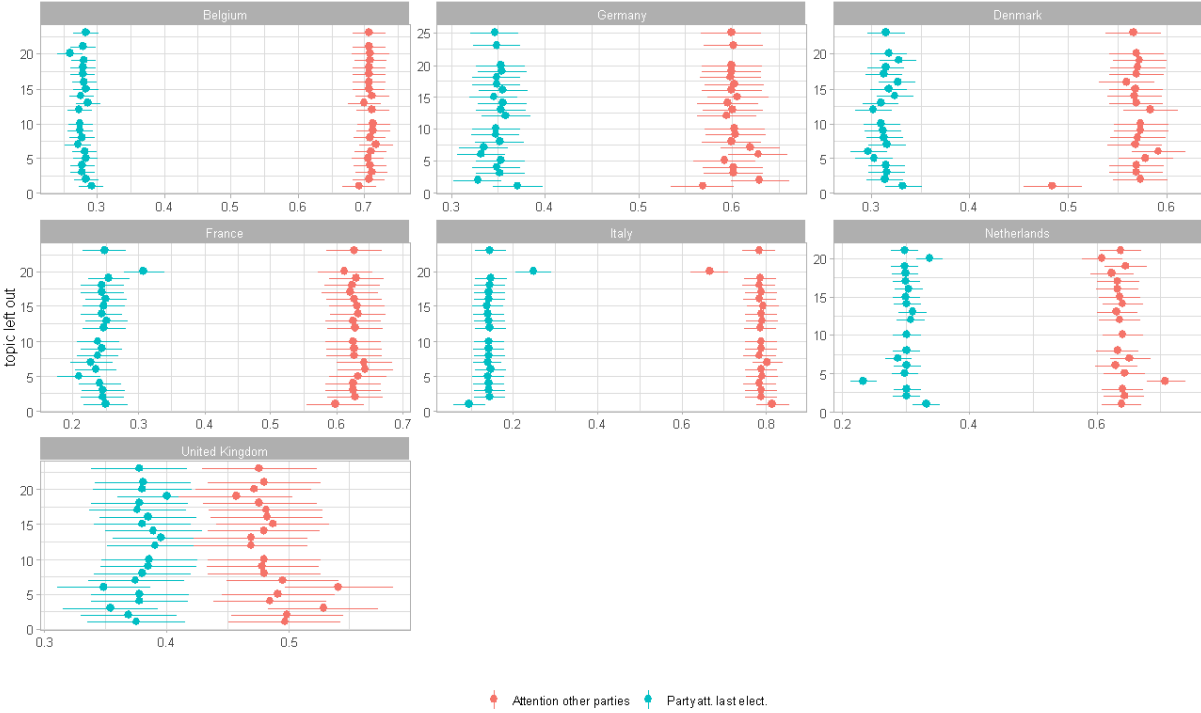 Belgium
Germany
Denmark
20
15
10
5
0
25
20
15
10
5
0
20
15
10
5
0
0.3 0.4 0.5 0.6 0.7
0.3 0.4 0.5 0.6
0.3 0.4 0.5 0.6
France
Italy
Netherlands
topic left out
20
15
10
5
0
20
15
10
5
0
20
15
10
5
0
0.2 0.3 0.4 0.5 0.6 0.7
0.2 0.4 0.6 0.8
0.2 0.4 0.6
United Kingdom
20
15
10
5
0
0.3 0.4 0.5
Attention other parties Party att. last elect.